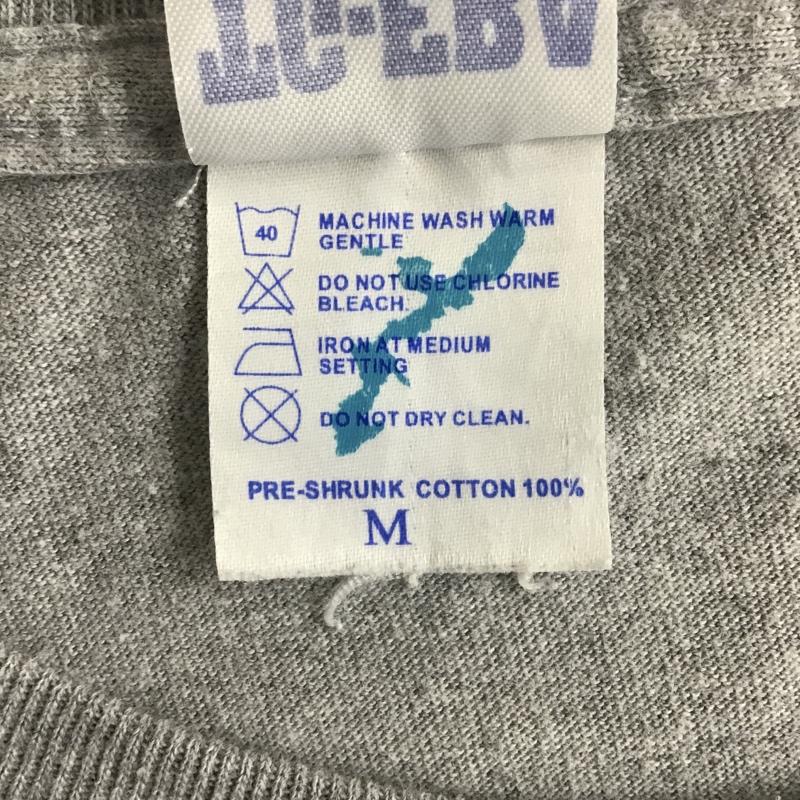 40
MACHINE WASH WARM
GENTLE
DO NOT USE CHLORINE
BLEACH.
IRON AT MEDIUM
SETTING
DO NOT DRY CLEAN.
PRE-SHRUNK COTTON 100%
M